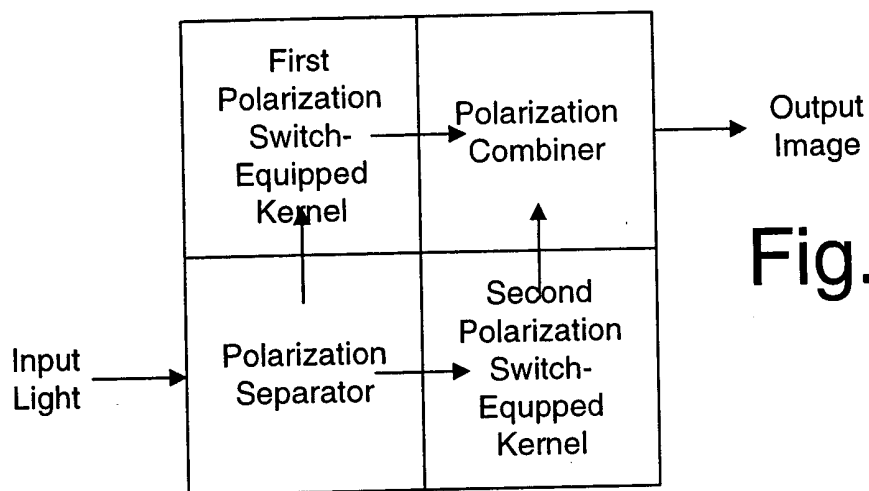 First
Polarization
Switch-
Equipped
Kernel
Polarization
Combiner
Output
Image
Fig.
Input
Light
Polarization
Separator
Second
Polarization
Switch-
Equpped
Kernel